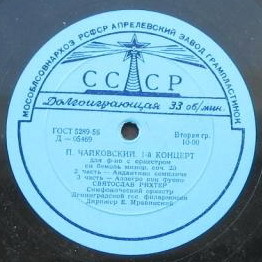 МОСОБЛСОВНАРХОЗ РСФСР АПРЕЛЕВСКИЙ ЗАВОД ГРАМПЛАСТИНОК
СССР
Долгоиграющая 33 об/мин.
ГОСТ 5289-56 Вторая гр.
Д — 05469 10-00
П. ЧАЙКОВСКИЙ. 1-й КОНЦЕРТ
для ф-но с оркестром
си бемоль минор, соч. 23
2 часть — Андантино семпличе
3 часть — Аллегро кон фуоко
СВЯТОСЛАВ РИХТЕР
Симфонический оркестр
Ленинградской гос. филармонии
Дирижер Е. Мравинский